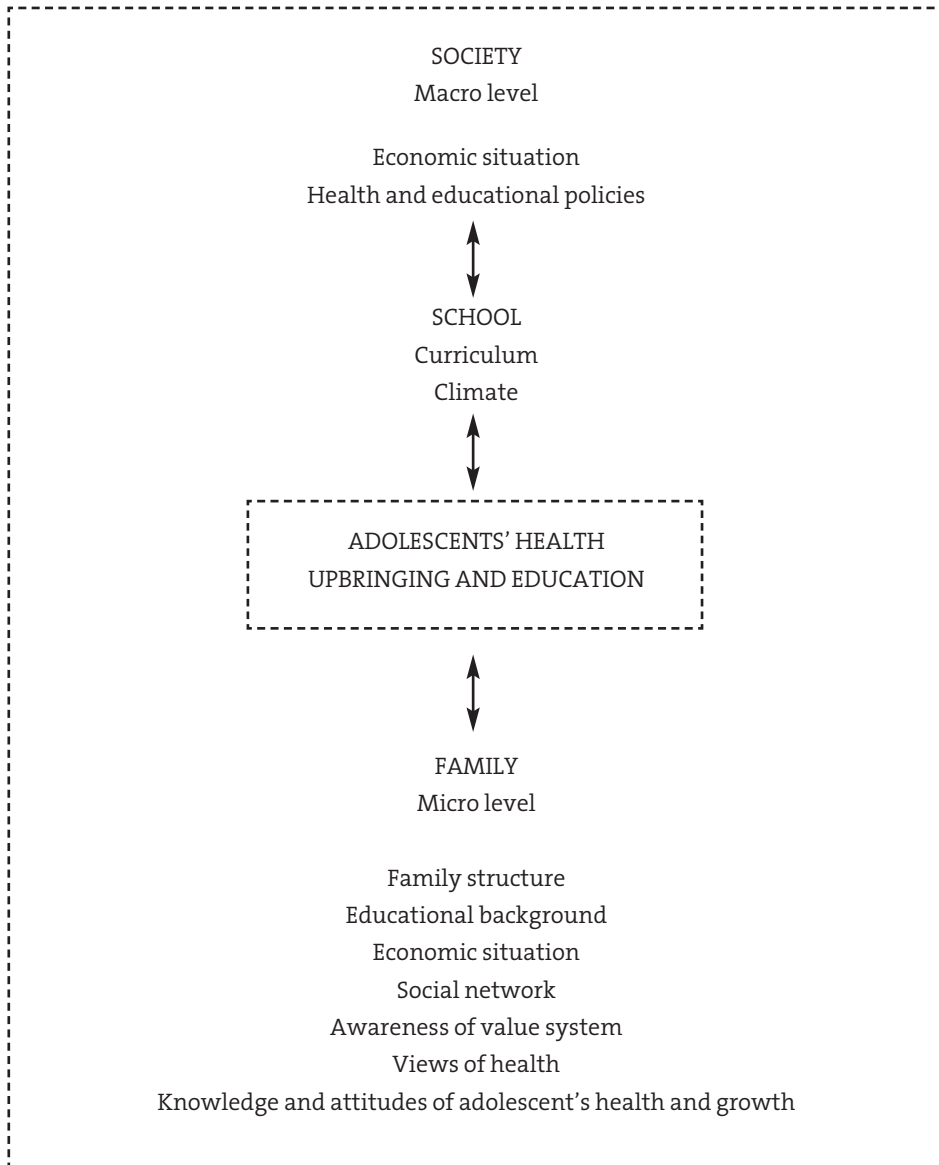 SOCIETY
Macro level
Economic situation
Health and educational policies
SCHOOL
Curriculum
Climate
ADOLESCENTS’ HEALTH
UPBRINGING AND EDUCATION
FAMILY
Micro level
Family structure
Educational background
Economic situation
Social network
Awareness of value system
Views of health
Knowledge and attitudes of adolescent’s health and growth